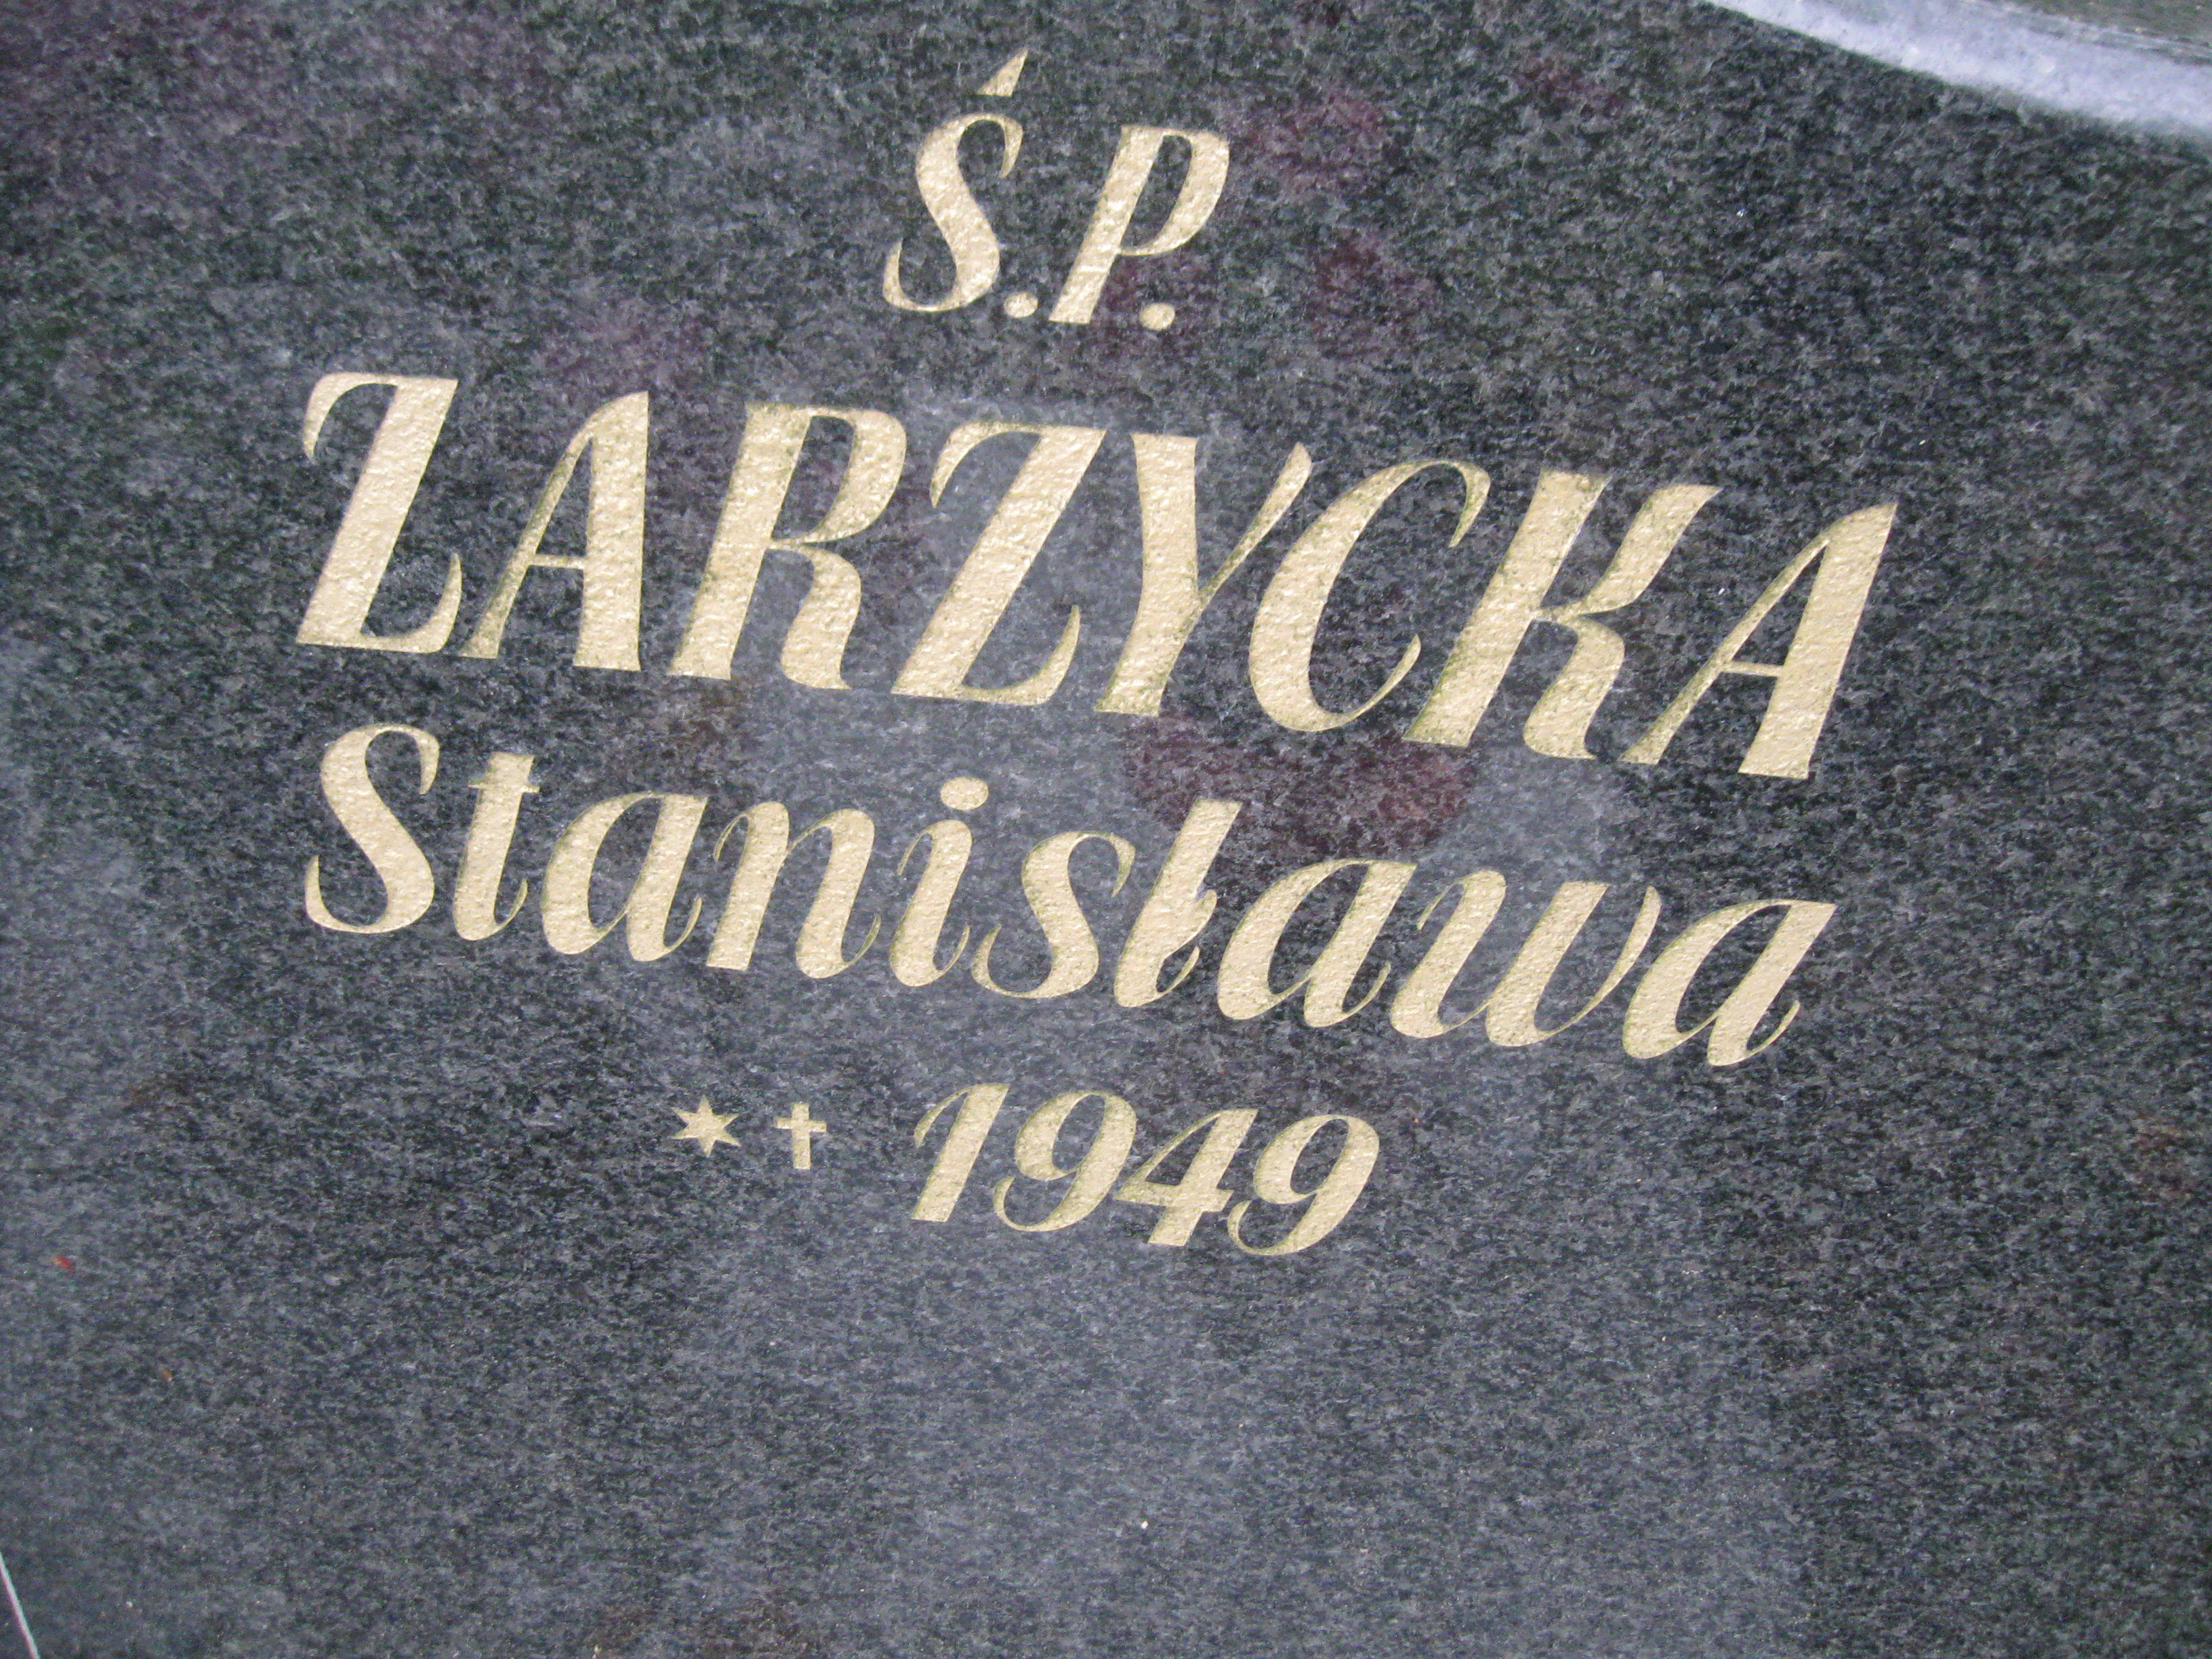 Ś.P.
ZARZYCKA
Stanisława
✶✝ 1949